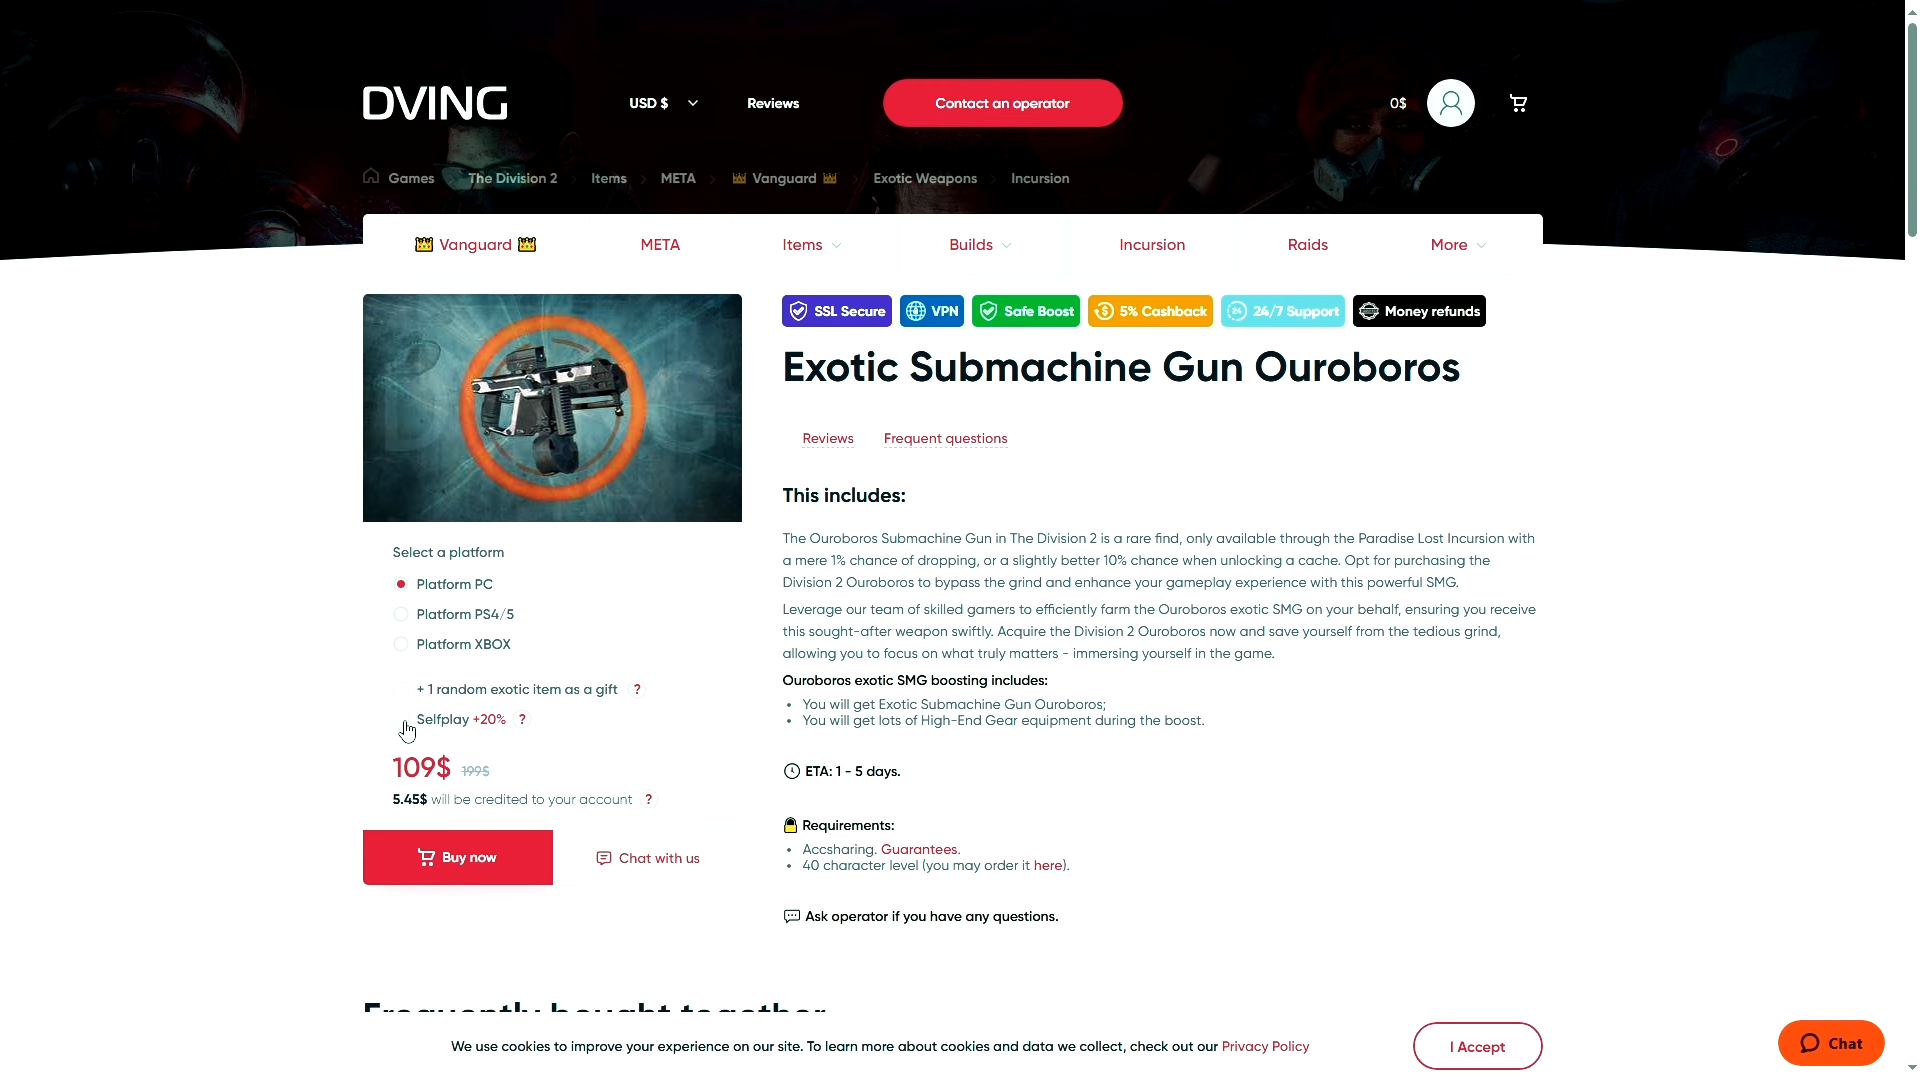 DVING
USD $
Reviews
Contact an operator
0$
Games
The Division 2
Items
META
Vanguard
Exotic Weapons
Incursion
Vanguard
META
Items
Builds
Incursion
Raids
More
SSL Secure
VPN
Safe Boost
5% Cashback
24/7 Support
Money refunds
Exotic Submachine Gun Ouroboros
Reviews
Frequent questions
This includes:
The Ouroboros Submachine Gun in The Division 2 is a rare find, only available through the Paradise Lost Incursion with
a mere 1% chance of dropping, or a slightly better 10% chance when unlocking a cache. Opt for purchasing the
Division 2 Ouroboros to bypass the grind and enhance your gameplay experience with this powerful SMG.
Leverage our team of skilled gamers to efficiently farm the Ouroboros exotic SMG on your behalf, ensuring you receive
this sought-after weapon swiftly. Acquire the Division 2 Ouroboros now and save yourself from the tedious grind,
allowing you to focus on what truly matters - immersing yourself in the game.
Ouroboros exotic SMG boosting includes:
• You will get Exotic Submachine Gun Ouroboros;
• You will get lots of High-End Gear equipment during the boost.
ETA: 1 - 5 days.
Requirements:
• Accsharing. Guarantees.
• 40 character level (you may order it here).
Ask operator if you have any questions.
Select a platform
Platform PC
Platform PS4/5
Platform XBOX
+ 1 random exotic item as a gift ?
Selfplay +20% ?
109$ 199$
5.45$ will be credited to your account ?
Buy now
Chat with us
Frequently bought together
We use cookies to improve your experience on our site. To learn more about cookies and data we collect, check out our Privacy Policy
I Accept
Chat